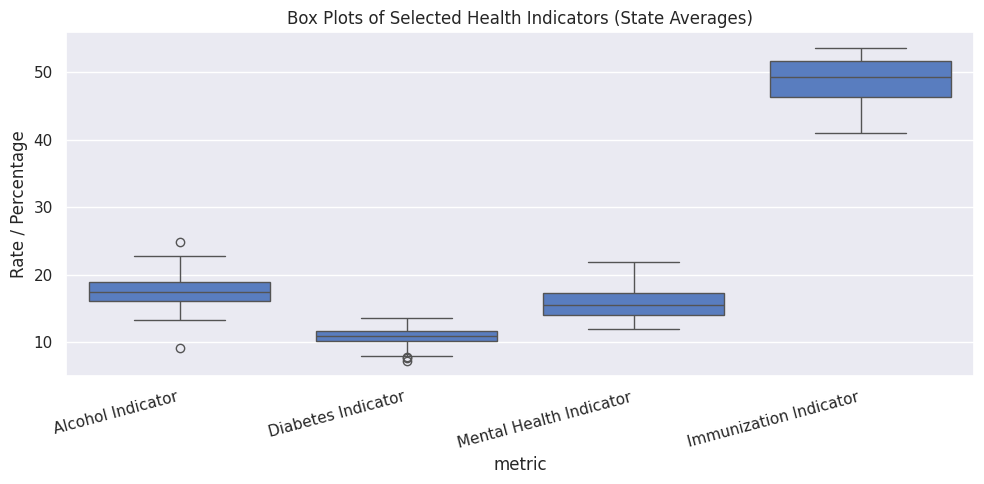 Box Plots of Selected Health Indicators (State Averages)
Rate / Percentage
50
40
30
20
10
Alcohol Indicator
Diabetes Indicator
Mental Health Indicator
Immunization Indicator
metric